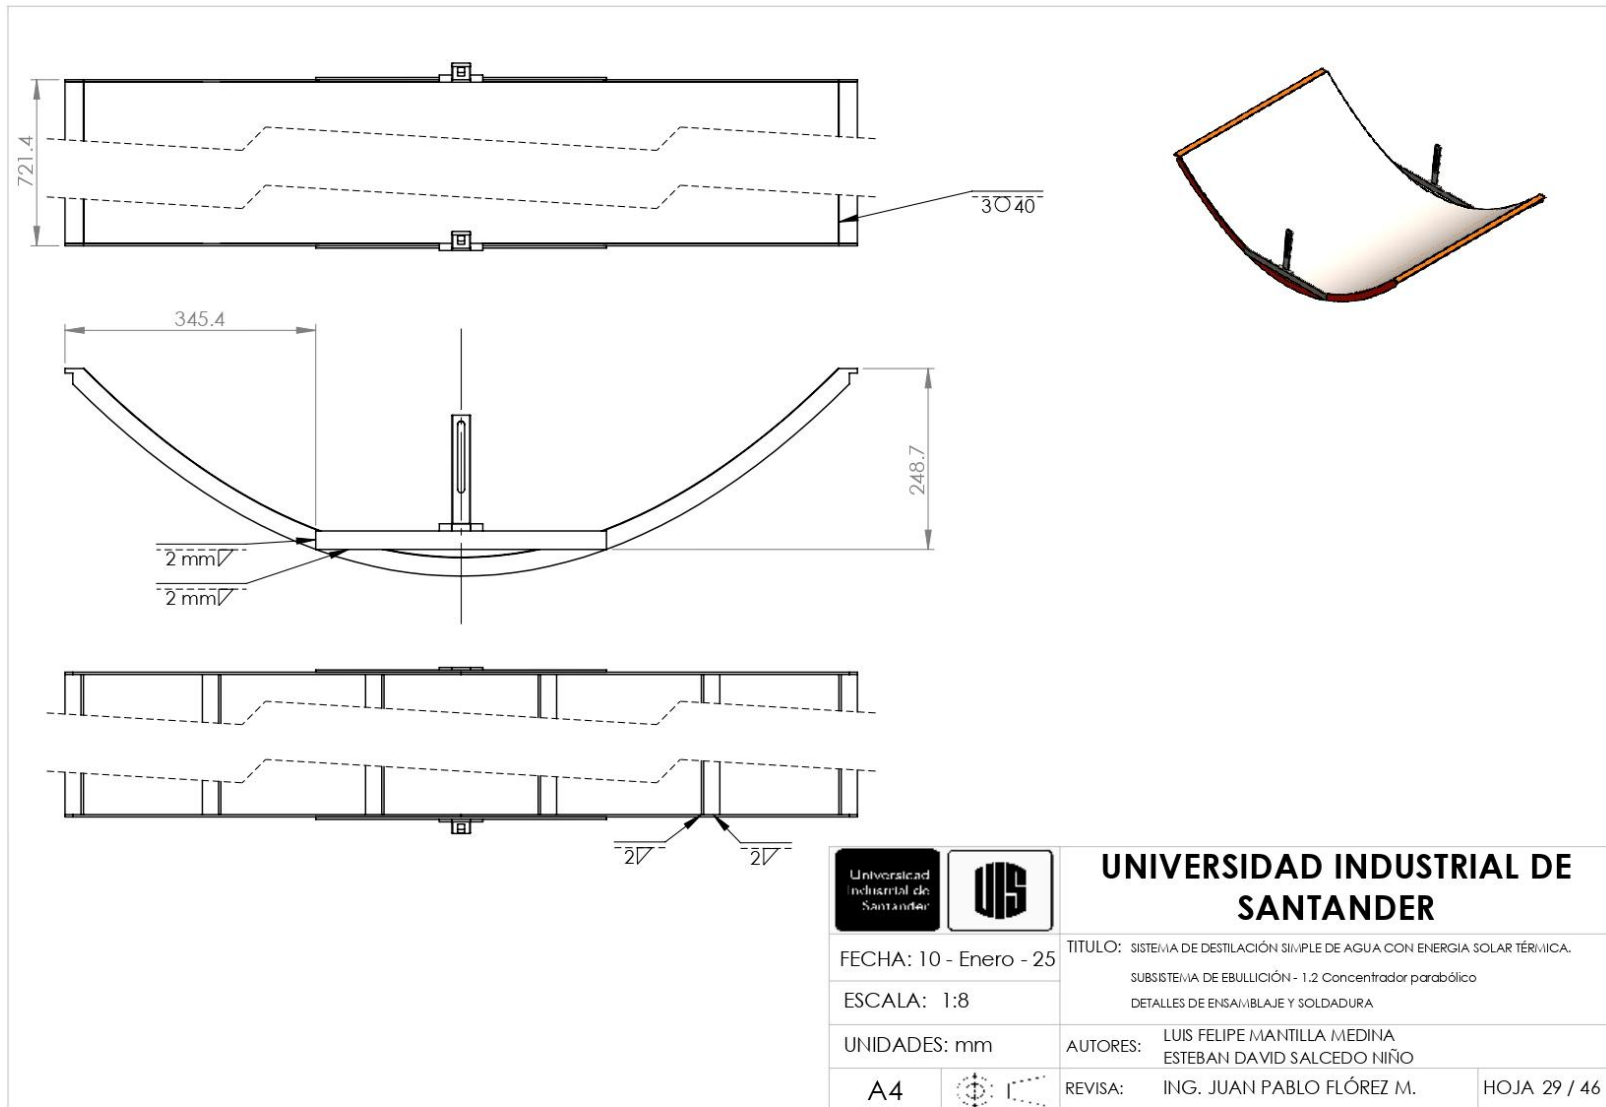 721.4
3 40
345.4
248.7
2 mm
2 mm
2
2
Universidad
Industrial de
Santander
UIS
UNIVERSIDAD INDUSTRIAL DE
SANTANDER
FECHA: 10 - Enero - 25
TITULO: SISTEMA DE DESTILACIÓN SIMPLE DE AGUA CON ENERGIA SOLAR TÉRMICA.
SUBSISTEMA DE EBULLICIÓN - 1.2 Concentrador parabólico
DETALLES DE ENSAMBLAJE Y SOLDADURA
ESCALA: 1:8
UNIDADES: mm
AUTORES: LUIS FELIPE MANTILLA MEDINA
ESTEBAN DAVID SALCEDO NIÑO
A4
REVISA: ING. JUAN PABLO FLÓREZ M.
HOJA 29 / 46